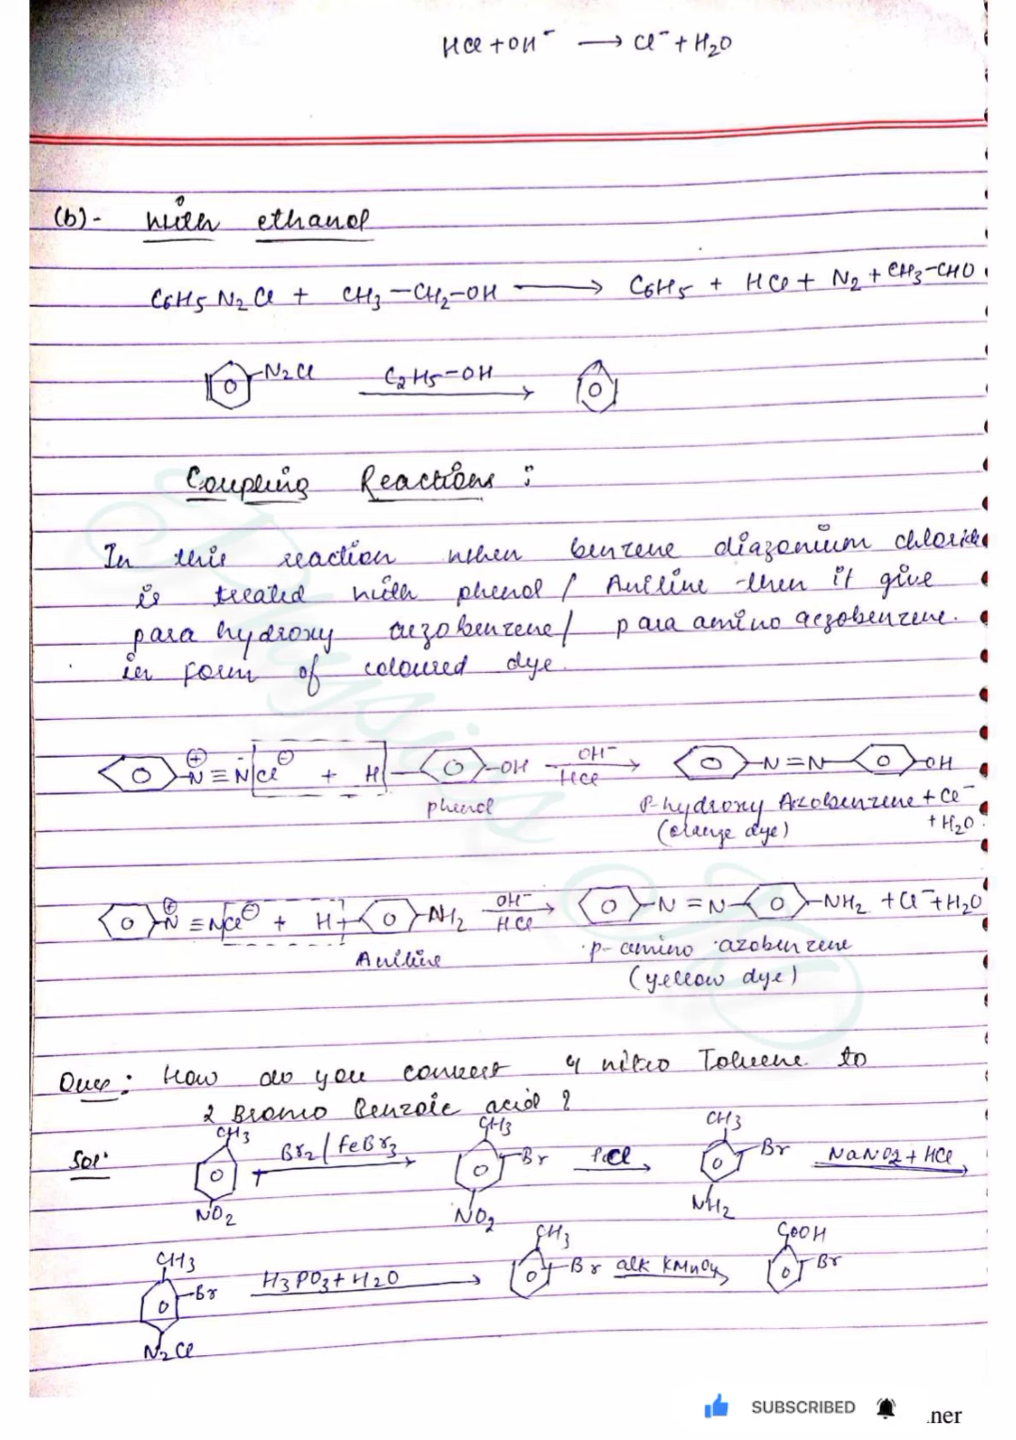 HCl + OH⁻ ⟶ Cl⁻ + H₂O
(b)- with ethanol
C₆H₅N₂Cl + CH₃-CH₂-OH ⟶ C₆H₅ + HCl + N₂ + CH₃-CHO
N₂Cl C₂H₅-OH ⟶
Coupling Reactions :
In this reaction when benzene diazonium chloride
is treated with phenol / Aniline then it give
para hydroxy aezobenzene / para amino aezobenzene.
in form of coloured dye.
⊕N≡N Cl⊖ + H -OH OH⁻ ⟶ HCl -N=N- -OH
phenol P-hydroxy Azobenzene + Cl⁻
(orange dye) + H₂O.
⊕N≡N Cl⊖ + H -NH₂ OH⁻ ⟶ HCl -N=N- -NH₂ + Cl⁻ + H₂O
Aniline p-amino azobenzene
(yellow dye)
Ques: How do you convert 4 nitro Toluene to
2 Bromo Benzoic acid ?
Sol: CH₃ NO₂ Br₂/FeBr₃ ⟶ CH₃ Br NO₂ ⟶ CH₃ Br NH₂ NaNO₂+HCl ⟶
CH₃ Br N₂Cl H₃PO₃+H₂O ⟶ CH₃ Br alk KMnO₄ ⟶ COOH Br
SUBSCRIBED .ner